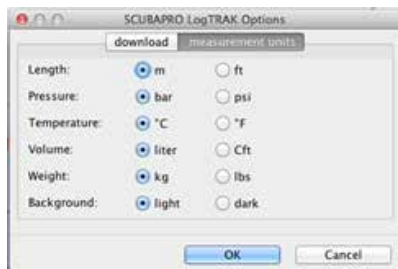 SCUBAPRO LogTRAK Options
download measurement units
Length: m ft
Pressure: bar psi
Temperature: °C °F
Volume: liter Cft
Weight: kg lbs
Background: light dark
OK Cancel